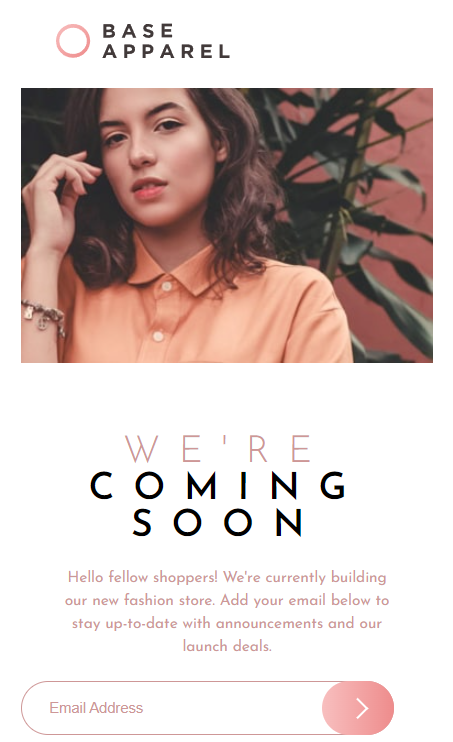 BASE
APPAREL
WE'RE
COMING
SOON
Hello fellow shoppers! We're currently building
our new fashion store. Add your email below to
stay up-to-date with announcements and our
launch deals.
Email Address